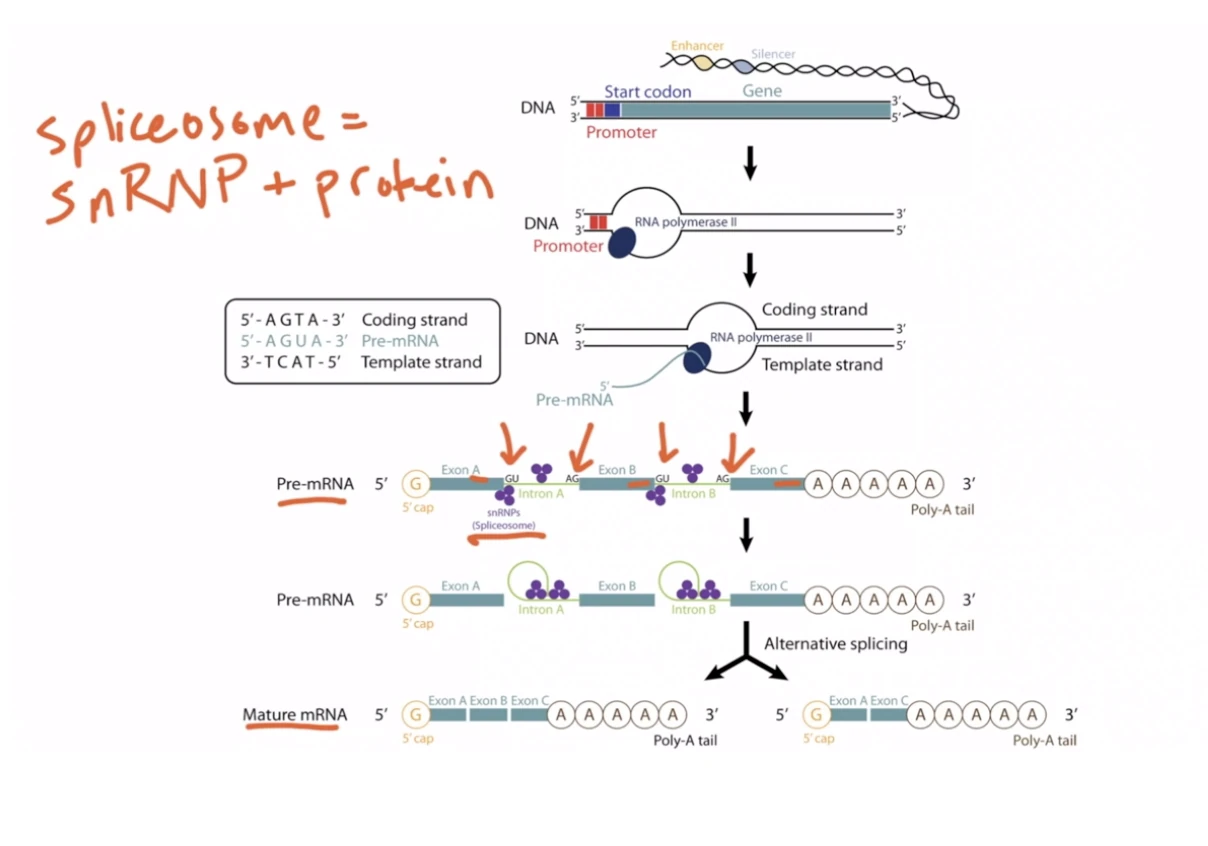 Enhancer
Silencer
Start codon Gene
DNA 5' 3'
3' 5'
Promoter
spliceosome =
snRNP + protein
5' 3'
DNA RNA polymerase II
3' 5'
Promoter
5'- A G T A - 3' Coding strand
5'- A G U A - 3' Pre-mRNA
3'- T C A T - 5' Template strand
Coding strand
5' 3'
DNA RNA polymerase II
3' 5'
Template strand
5'
Pre-mRNA
Exon A Exon B Exon C
GU AG GU AG
Pre-mRNA 5' G A A A A A 3'
Intron A Intron B
5' cap Poly-A tail
snRNPs
(Spliceosome)
Exon A Exon B Exon C
Pre-mRNA 5' G A A A A A 3'
Intron A Intron B
5' cap Poly-A tail
Alternative splicing
Exon A Exon B Exon C
Mature mRNA 5' G A A A A A 3'
5' cap Poly-A tail
Exon A Exon C
5' G A A A A A 3'
5' cap Poly-A tail